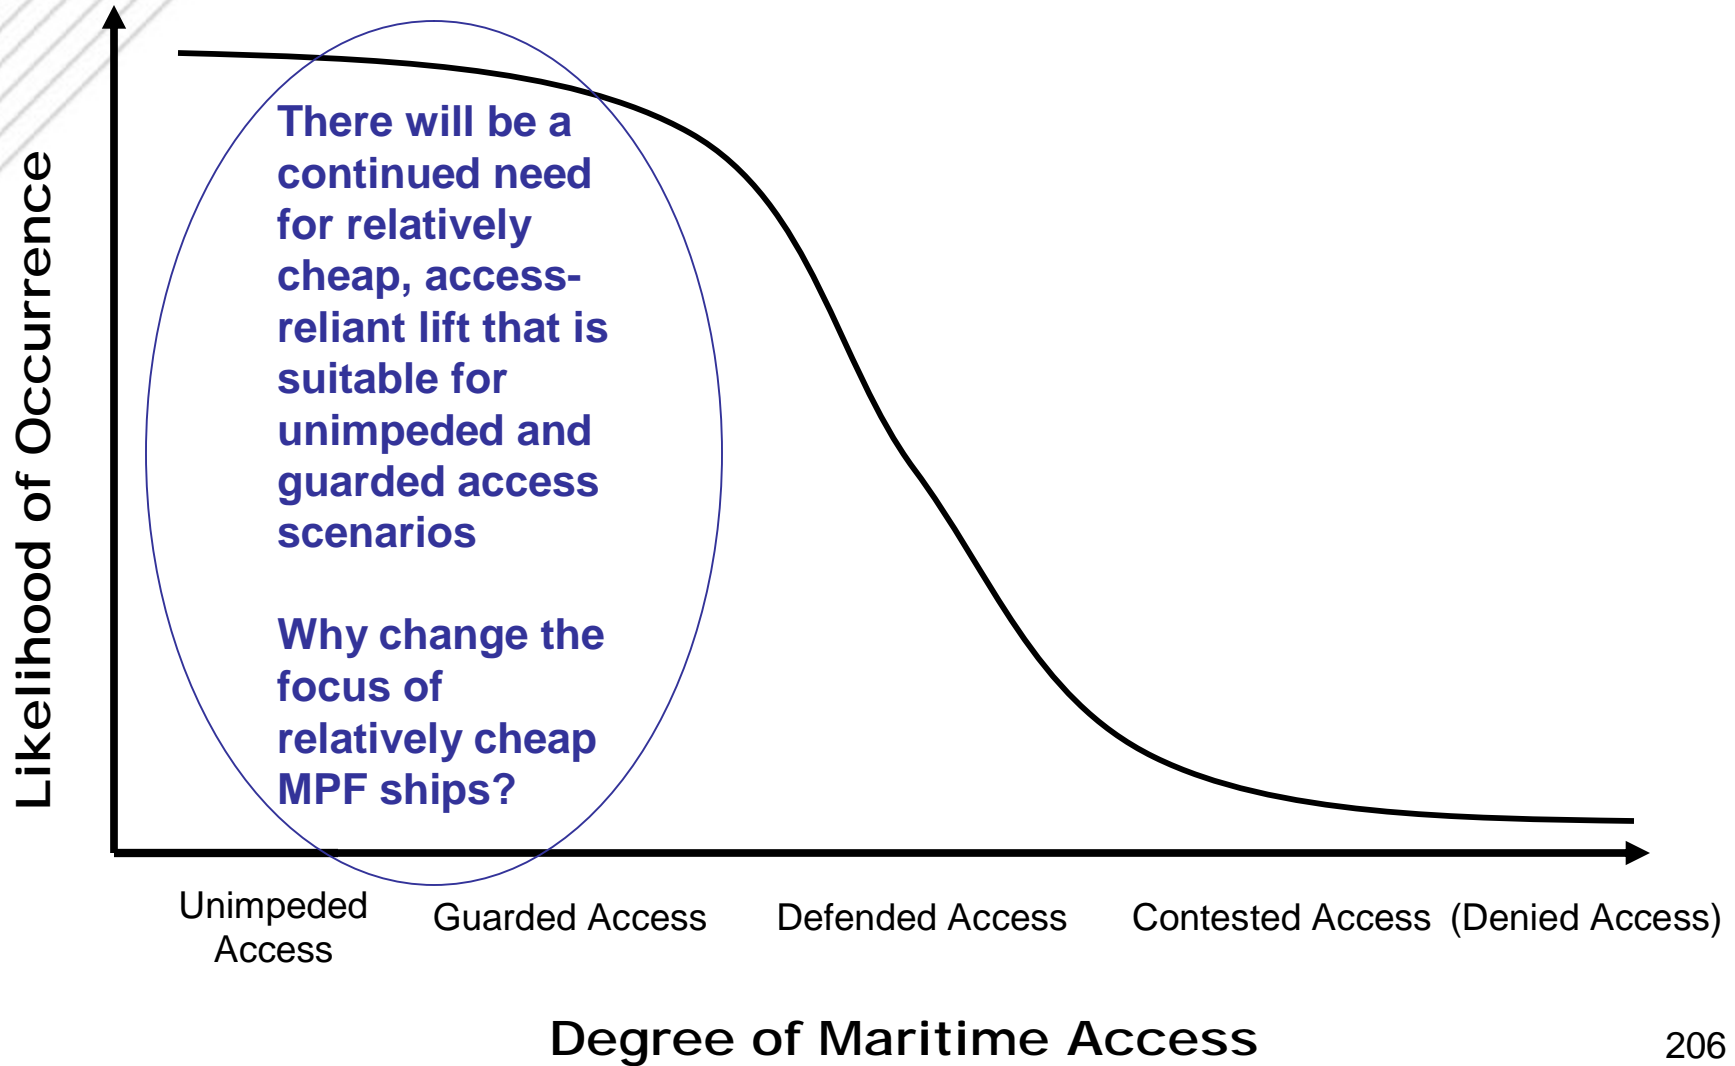 Likelihood of Occurrence
There will be a
continued need
for relatively
cheap, access-
reliant lift that is
suitable for
unimpeded and
guarded access
scenarios
Why change the
focus of
relatively cheap
MPF ships?
Unimpeded
Access
Guarded Access
Defended Access
Contested Access
(Denied Access)
Degree of Maritime Access
206